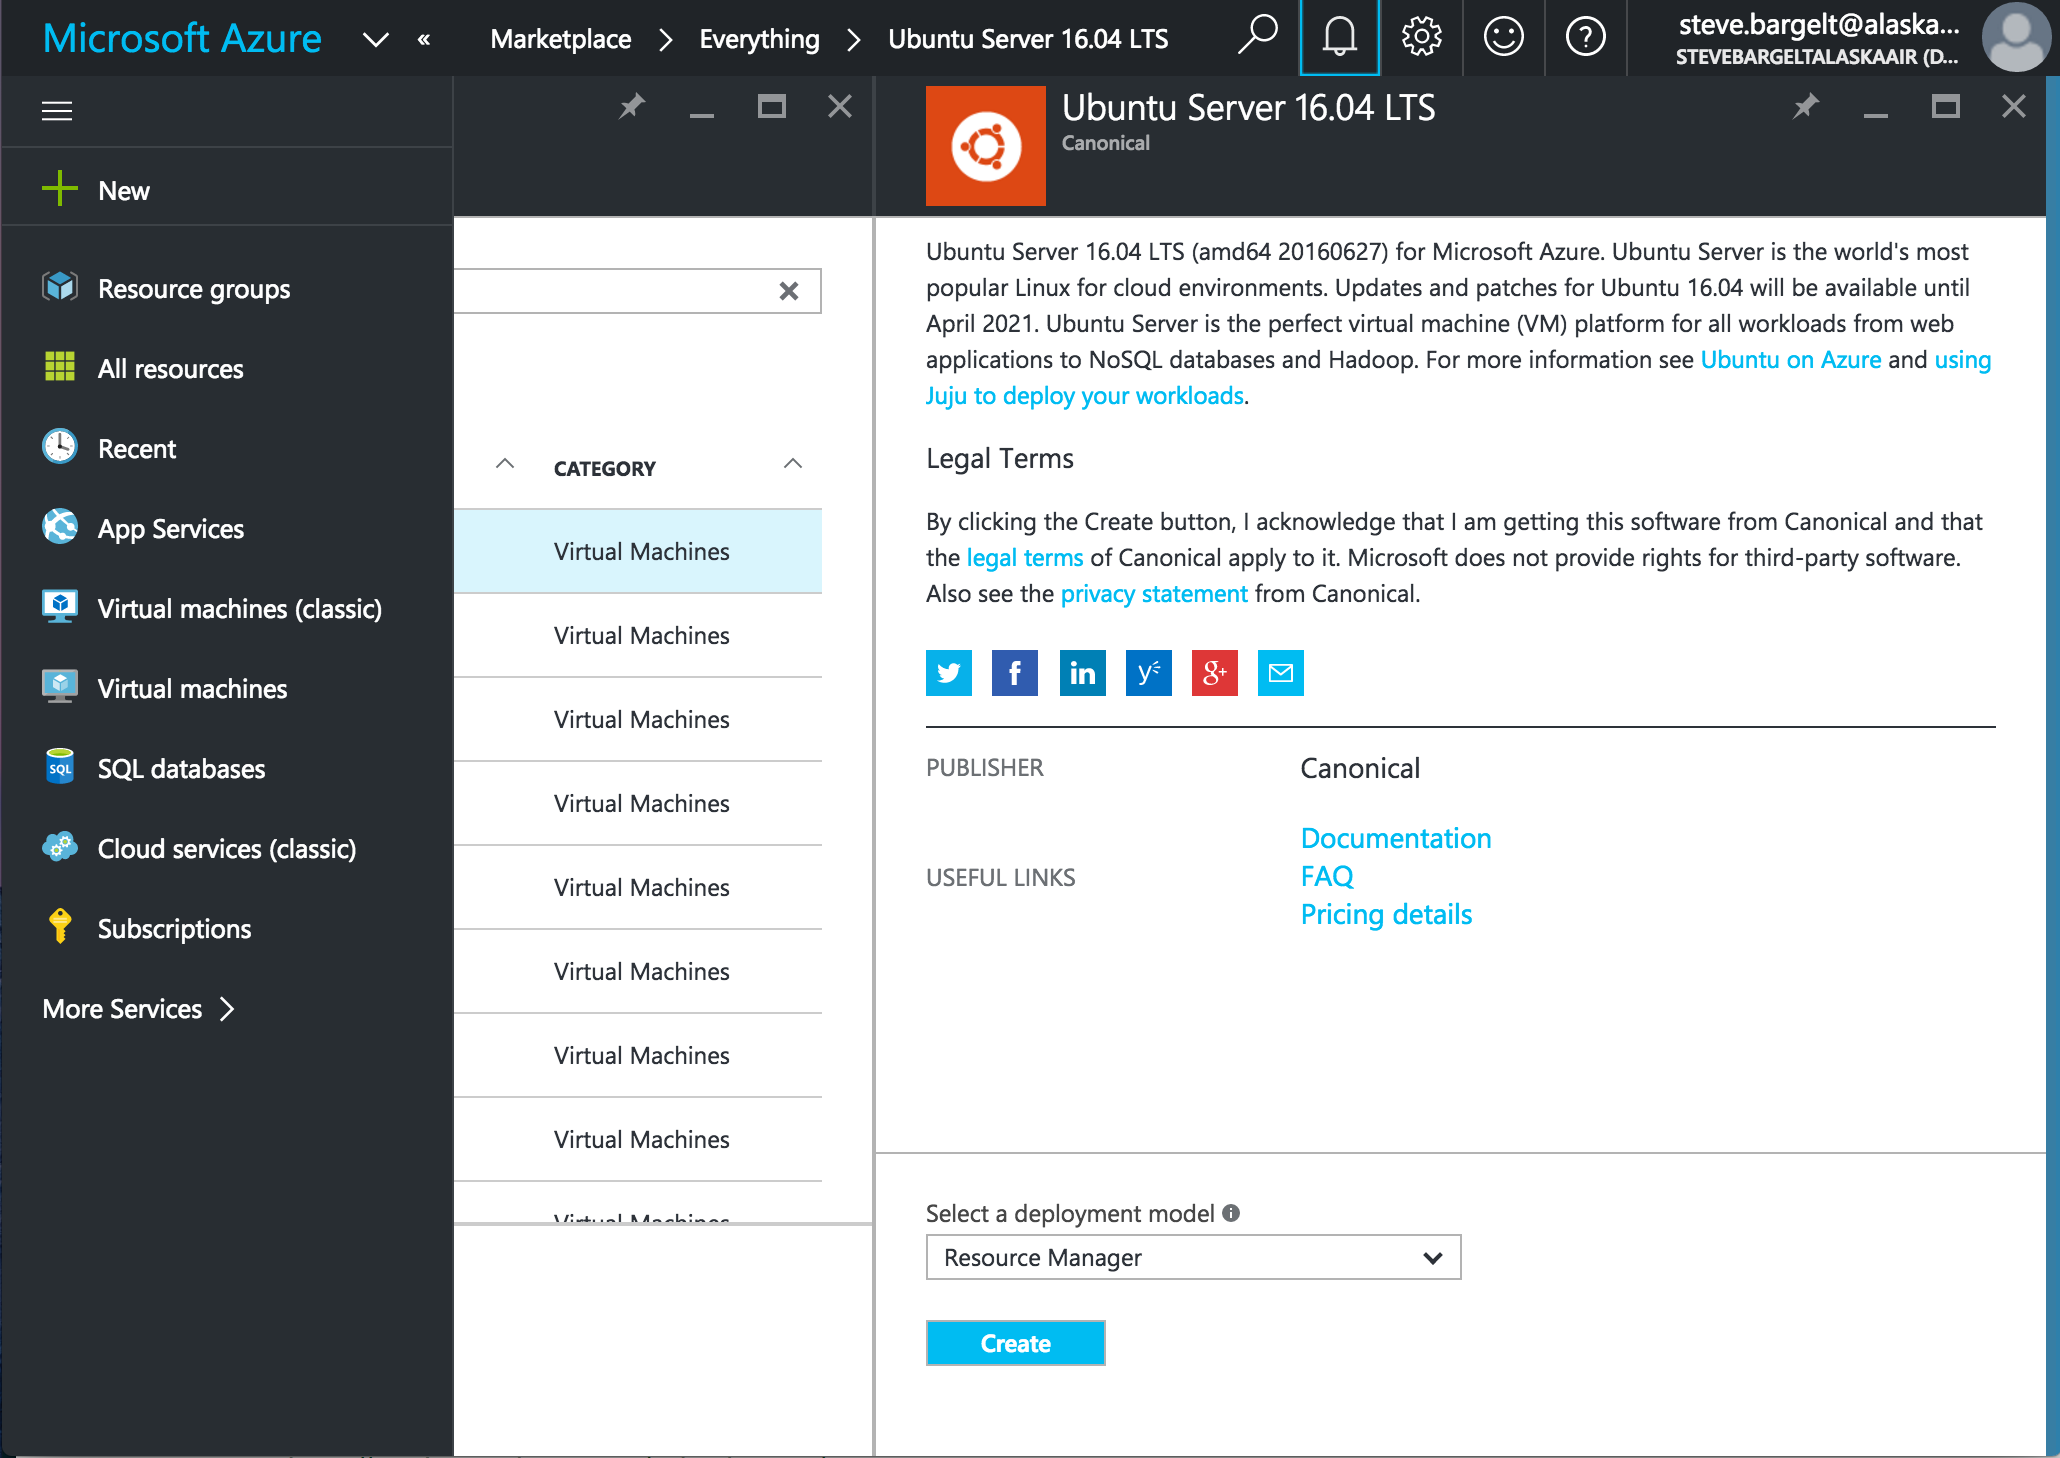 Microsoft Azure
« Marketplace > Everything > Ubuntu Server 16.04 LTS
steve.bargelt@alaska...
STEVEBARGELTALASKAAIR (D...
New
Resource groups
All resources
Recent
App Services
Virtual machines (classic)
Virtual machines
SQL
SQL databases
Cloud services (classic)
Subscriptions
More Services >
CATEGORY
Virtual Machines
Virtual Machines
Virtual Machines
Virtual Machines
Virtual Machines
Virtual Machines
Virtual Machines
Virtual Machines
Virtual Machines
Ubuntu Server 16.04 LTS
Canonical
Ubuntu Server 16.04 LTS (amd64 20160627) for Microsoft Azure. Ubuntu Server is the world's most
popular Linux for cloud environments. Updates and patches for Ubuntu 16.04 will be available until
April 2021. Ubuntu Server is the perfect virtual machine (VM) platform for all workloads from web
applications to NoSQL databases and Hadoop. For more information see Ubuntu on Azure and using
Juju to deploy your workloads.
Legal Terms
By clicking the Create button, I acknowledge that I am getting this software from Canonical and that
the legal terms of Canonical apply to it. Microsoft does not provide rights for third-party software.
Also see the privacy statement from Canonical.
f in y g+
PUBLISHER Canonical
USEFUL LINKS
Documentation
FAQ
Pricing details
Select a deployment model
Resource Manager
Create